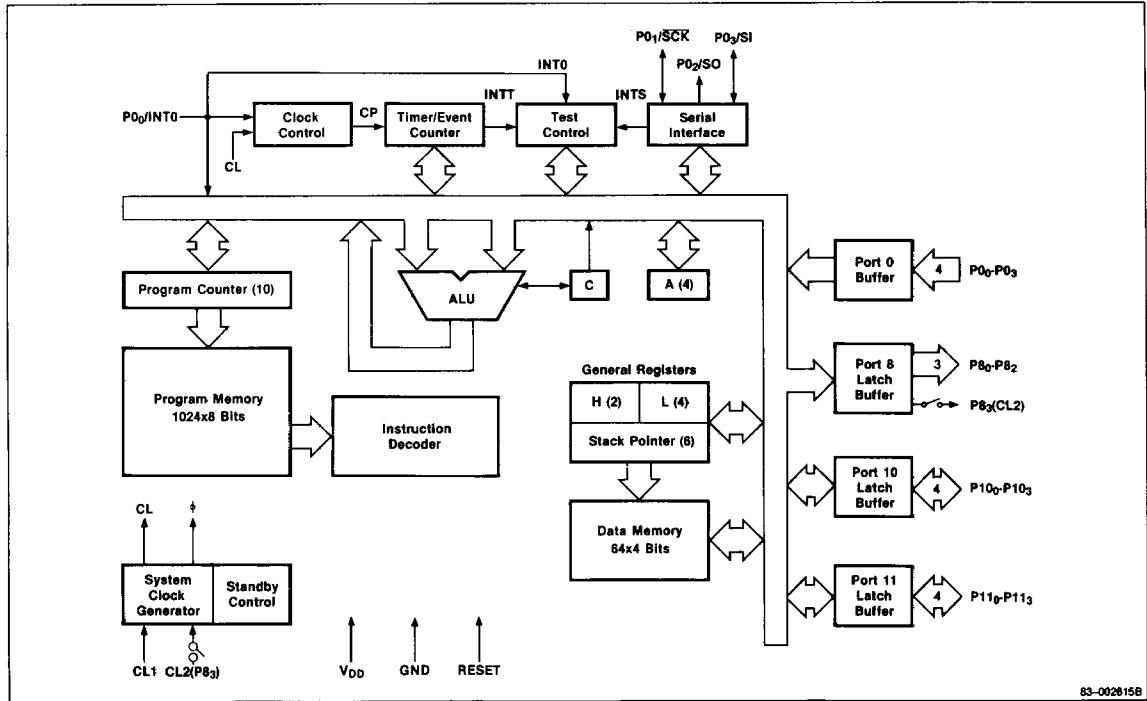 P0₁/S̅C̅K̅
P0₃/SI
P0₂/SO
INT0
INTT
INTS
P0₀/INT0
CP
CL
Clock
Control
Timer/Event
Counter
Test
Control
Serial
Interface
Program Counter (10)
ALU
C
A (4)
Port 0
Buffer
4
P0₀-P0₃
Program Memory
1024x8 Bits
Instruction
Decoder
General Registers
H (2)
L (4)
Stack Pointer (6)
Port 8
Latch
Buffer
3
P8₀-P8₂
P8₃(CL2)
Data Memory
64x4 Bits
Port 10
Latch
Buffer
4
P10₀-P10₃
CL
ϕ
System
Clock
Generator
Standby
Control
Port 11
Latch
Buffer
4
P11₀-P11₃
CL1
CL2(P8₃)
V_DD
GND
RESET
83-002615B